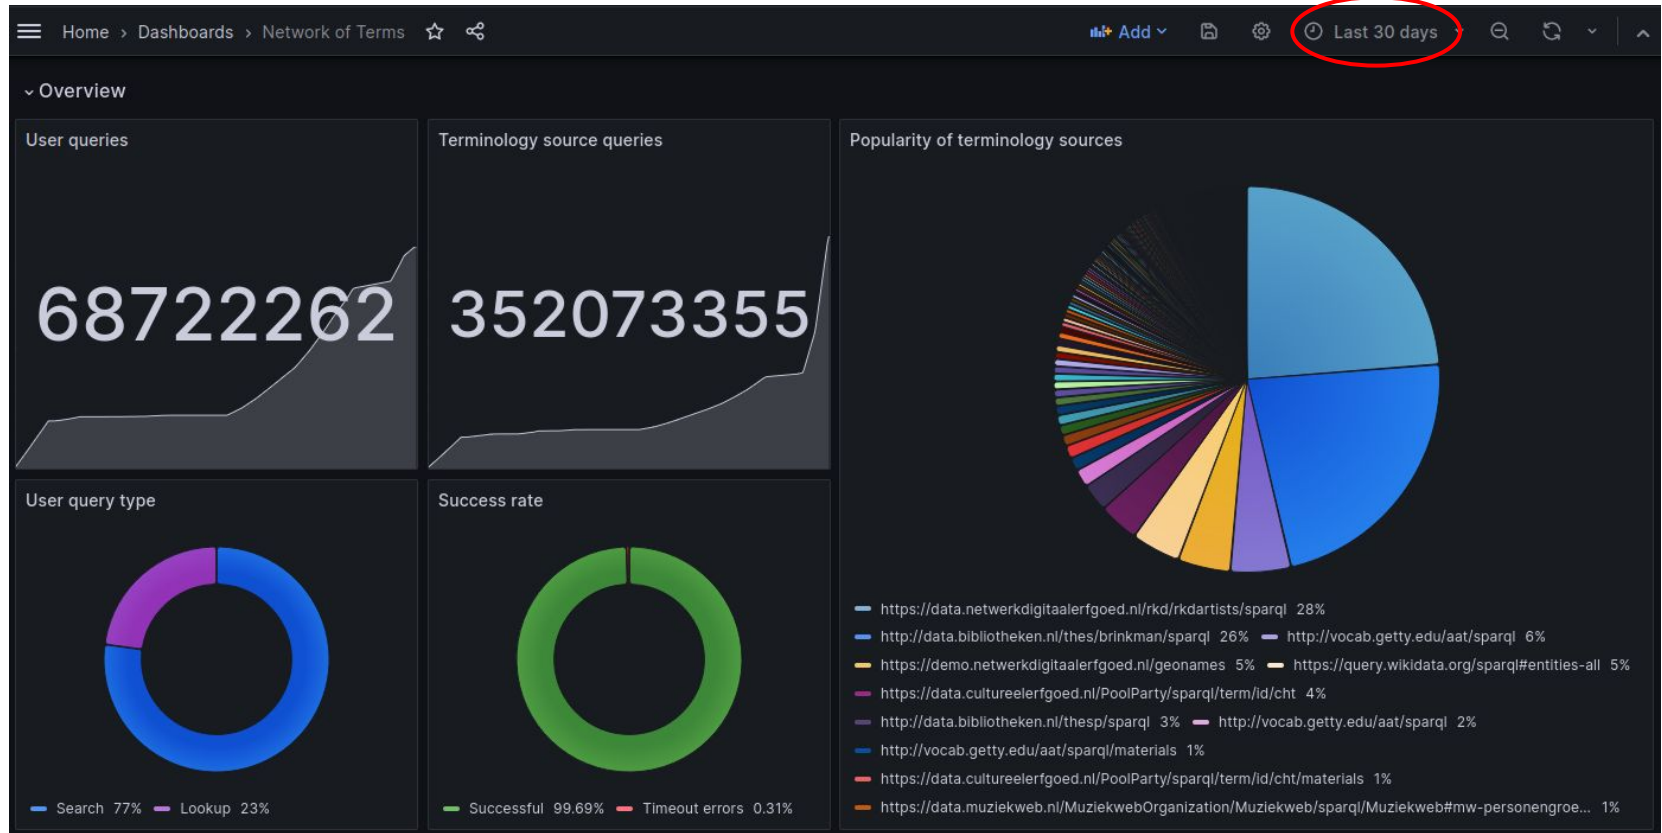 Home › Dashboards › Network of Terms
Add
Last 30 days
Overview
User queries
68722262
Terminology source queries
352073355
Popularity of terminology sources
https://data.netwerkdigitaalerfgoed.nl/rkd/rkdartists/sparql 28%
http://data.bibliotheken.nl/thes/brinkman/sparql 26% http://vocab.getty.edu/aat/sparql 6%
https://demo.netwerkdigitaalerfgoed.nl/geonames 5% https://query.wikidata.org/sparql#entities-all 5%
https://data.cultureelerfgoed.nl/PoolParty/sparql/term/id/cht 4%
http://data.bibliotheken.nl/thesp/sparql 3% http://vocab.getty.edu/aat/sparql 2%
http://vocab.getty.edu/aat/sparql/materials 1%
https://data.cultureelerfgoed.nl/PoolParty/sparql/term/id/cht/materials 1%
https://data.muziekweb.nl/MuziekwebOrganization/Muziekweb/sparql/Muziekweb#mw-personengroe... 1%
User query type
Search 77% Lookup 23%
Success rate
Successful 99.69% Timeout errors 0.31%